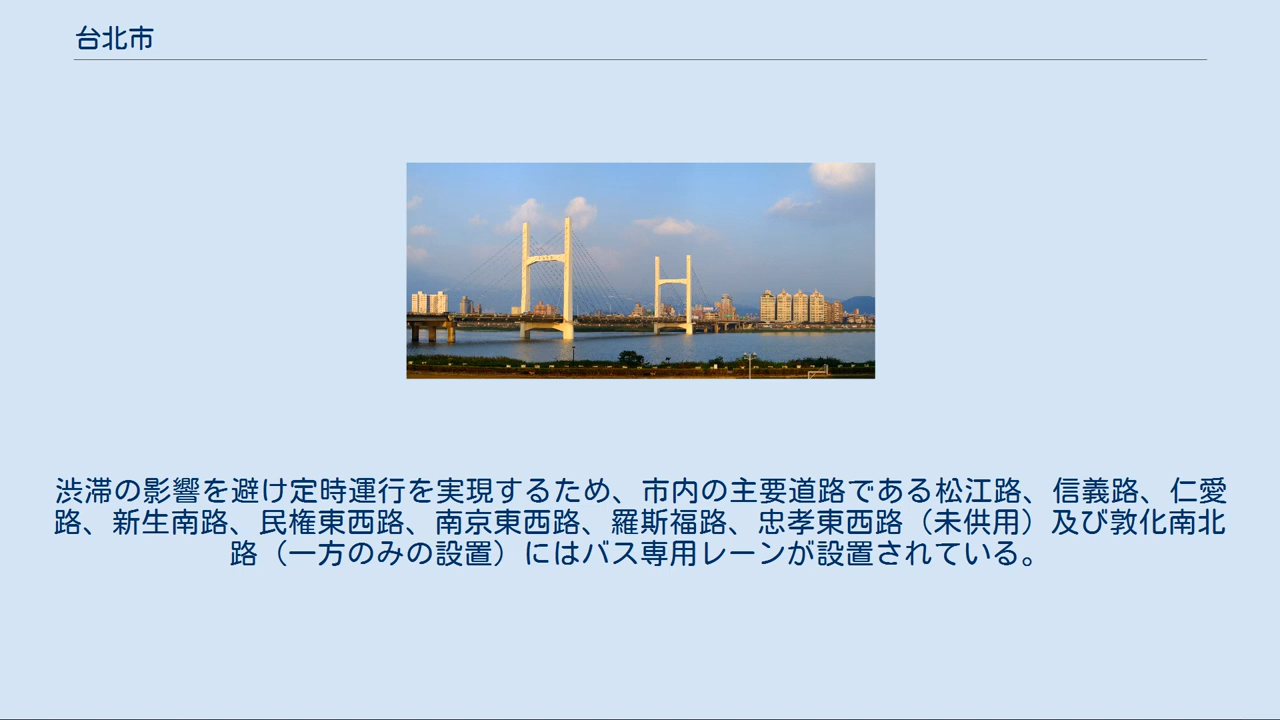 台北市
渋滞の影響を避け定時運行を実現するため、市内の主要道路である松江路、信義路、仁愛
路、新生南路、民権東西路、南京東西路、羅斯福路、忠孝東西路（未供用）及び敦化南北
路（一方のみの設置）にはバス専用レーンが設置されている。